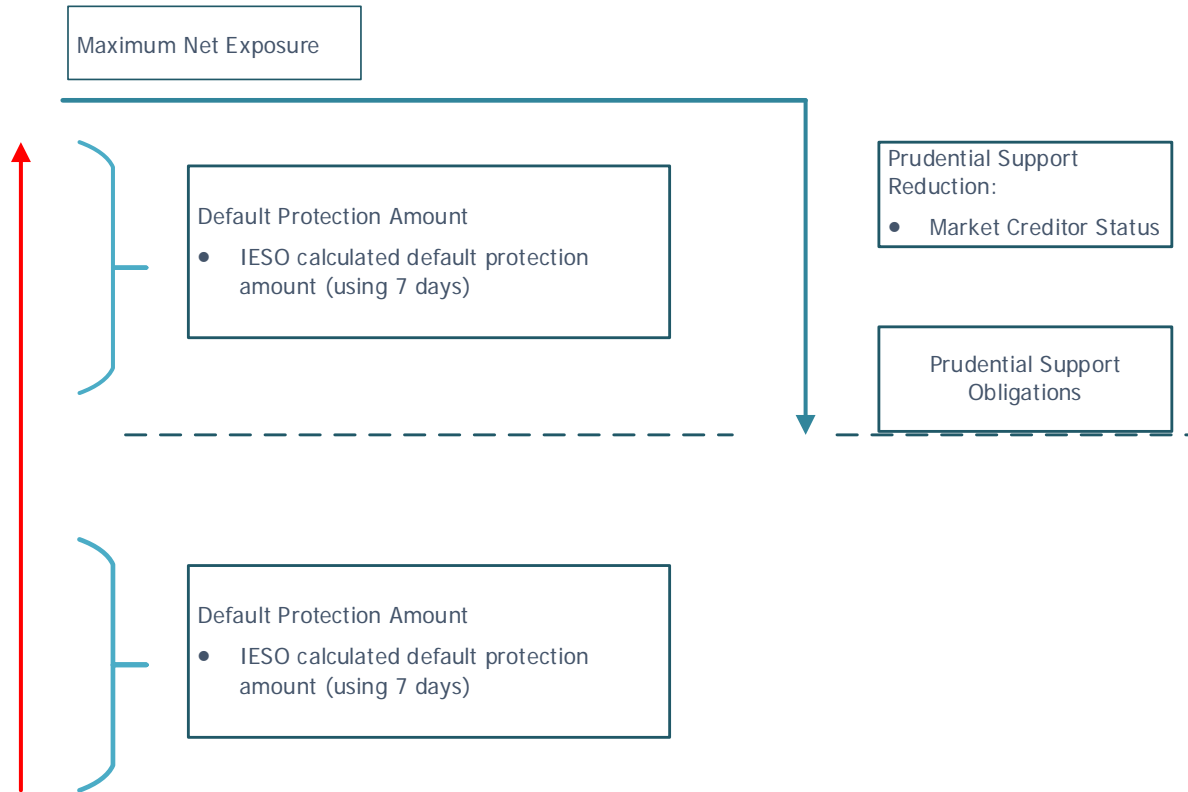 Maximum Net Exposure
Prudential Support
Reduction:
● Market Creditor Status
Default Protection Amount
● IESO calculated default protection
amount (using 7 days)
Prudential Support
Obligations
Default Protection Amount
● IESO calculated default protection
amount (using 7 days)